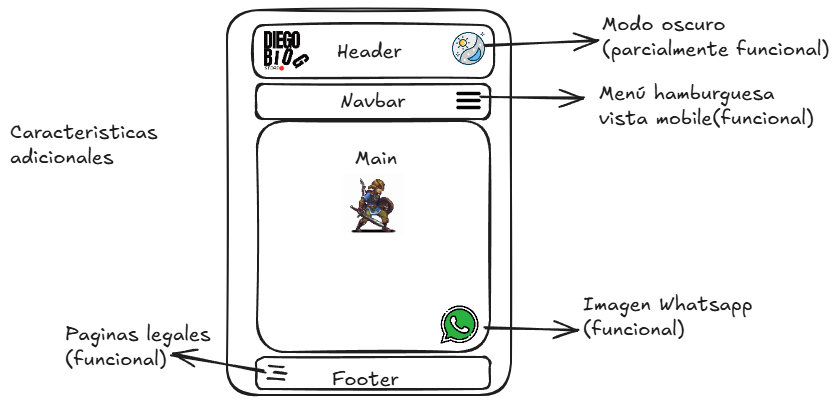 DIEGO
BLOG
Header
Modo oscuro
(parcialmente funcional)
Navbar
Menú hamburguesa
vista mobile(funcional)
Caracteristicas
adicionales
Main
Imagen Whatsapp
(funcional)
Paginas legales
(funcional)
Footer